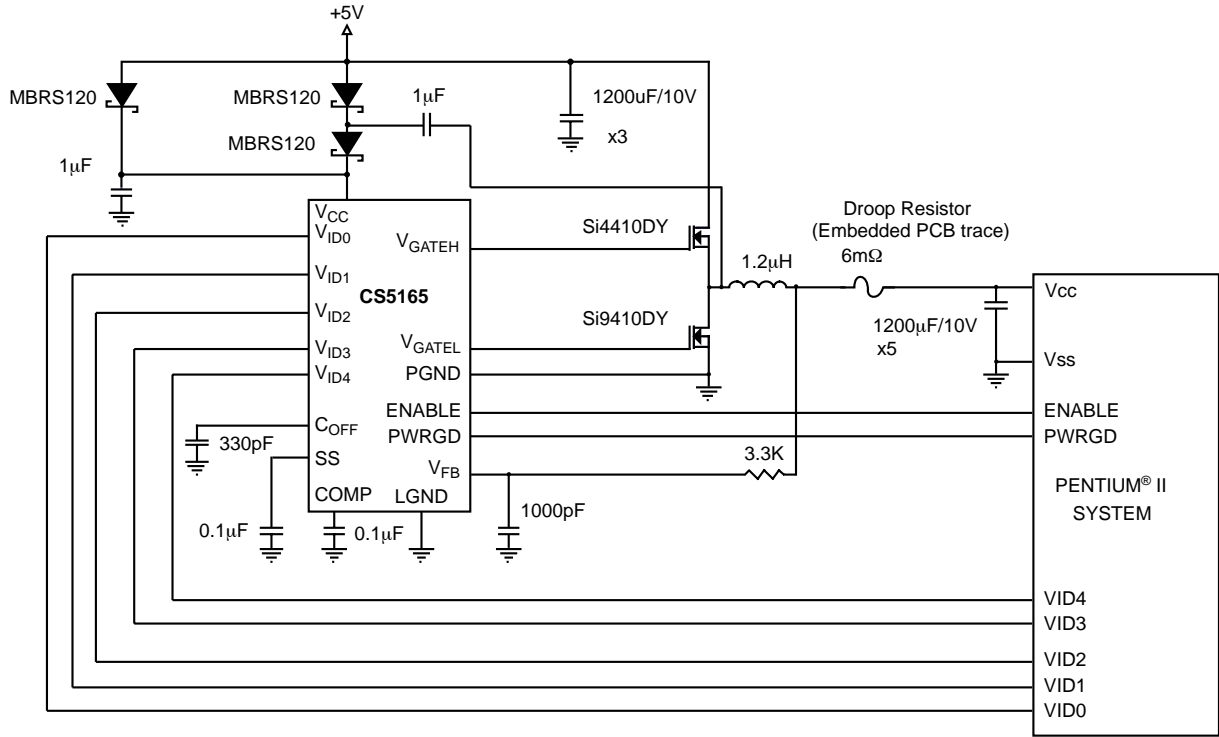 +5V
MBRS120
MBRS120
1μF
1200uF/10V
x3
MBRS120
1μF
VCC
VID0
VGATEH
Si4410DY
Droop Resistor
(Embedded PCB trace)
6mΩ
1.2μH
VID1
CS5165
Vcc
VID2
Si9410DY
1200μF/10V
x5
VID3
VGATEL
Vss
VID4
PGND
ENABLE
ENABLE
COFF
PWRGD
PWRGD
330pF
3.3K
SS
VFB
COMP
LGND
PENTIUM® II
SYSTEM
1000pF
0.1μF
0.1μF
VID4
VID3
VID2
VID1
VID0